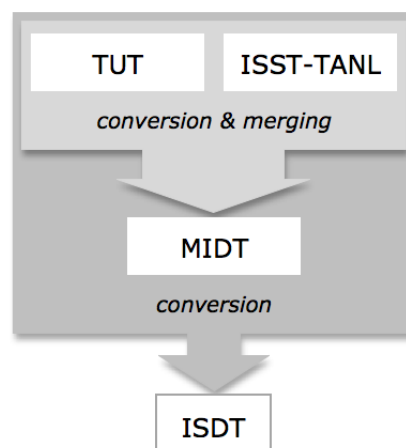 TUT ISST-TANL
conversion & merging
MIDT
conversion
ISDT